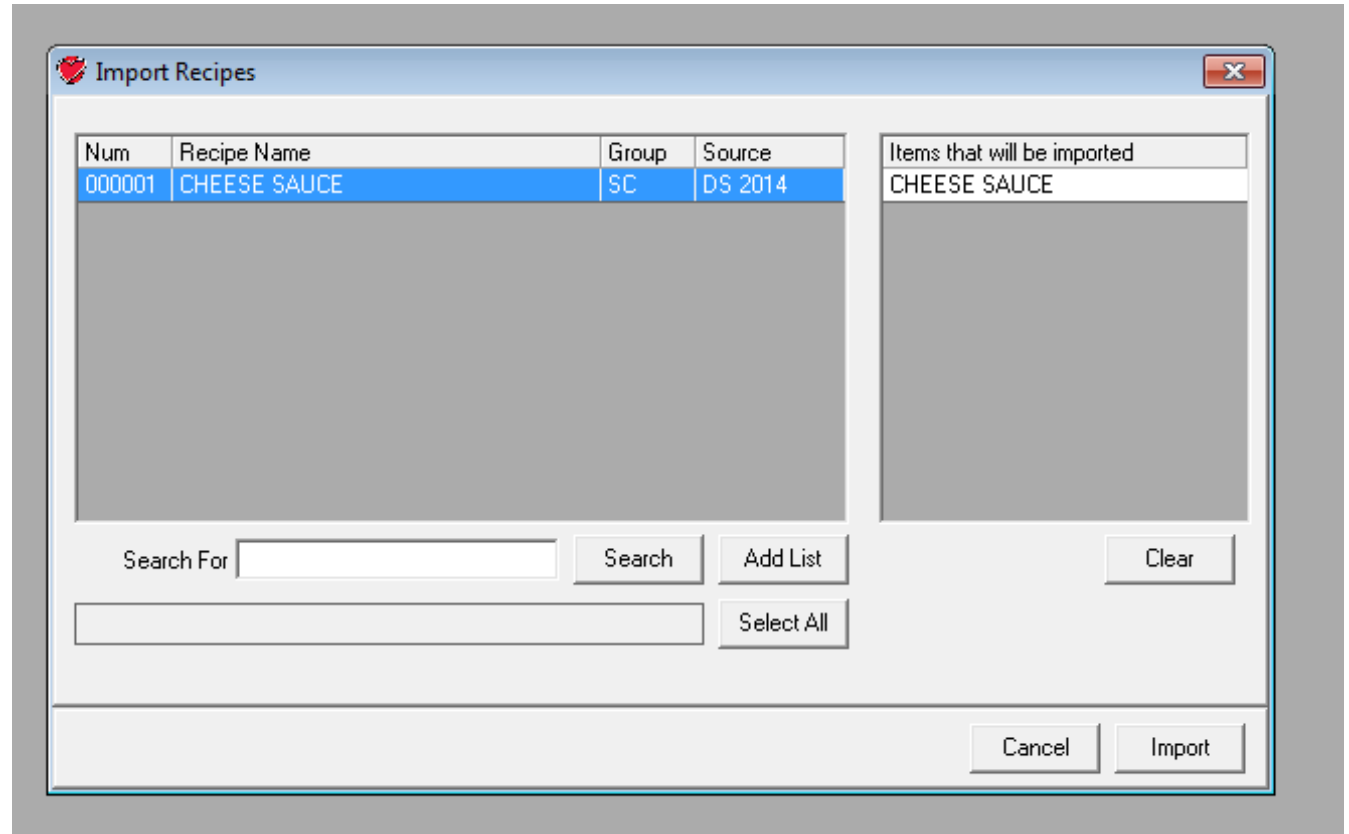 Import Recipes
Num Recipe Name Group Source Items that will be imported
000001 CHEESE SAUCE SC DS 2014 CHEESE SAUCE
Search For Search Add List Clear
Select All
Cancel Import